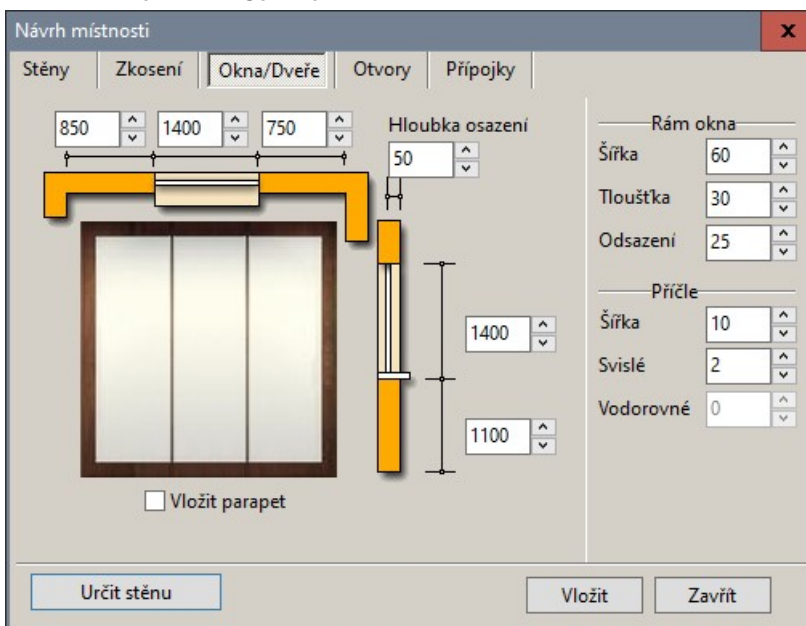 Návrh místnosti
x
Stěny Zkosení Okna/Dveře Otvory Přípojky
850 1400 750 Hloubka osazení
50
Rám okna
Šířka 60
Tloušťka 30
Odsazení 25
Příčle
Šířka 10
Svislé 2
Vodorovné 0
1400
1100
Vložit parapet
Určit stěnu Vložit Zavřít